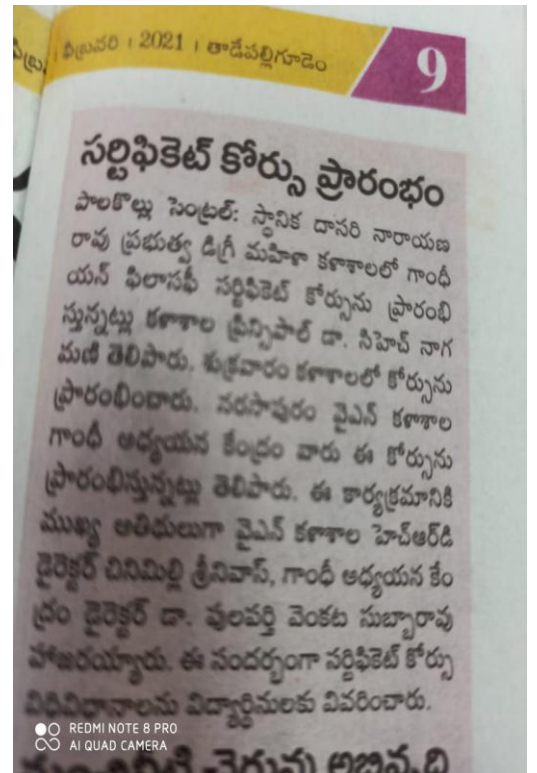 ఫిబ్రవరి । 2021 । తాడేపల్లిగూడెం
9
సర్టిఫికెట్ కోర్సు ప్రారంభం
పాలకొల్లు సెంట్రల్: స్థానిక దాసరి నారాయణ
రావు ప్రభుత్వ డిగ్రీ మహిళా కళాశాలలో గాంధీ
యన్ ఫిలాసఫీ సర్టిఫికెట్ కోర్సును ప్రారంభి
స్తున్నట్లు కళాశాల ప్రిన్సిపాల్ డా. సిహెచ్ నాగ
మణి తెలిపారు. శుక్రవారం కళాశాలలో కోర్సును
ప్రారంభించారు. నరసాపురం వైఎన్ కళాశాల
గాంధీ అధ్యయన కేంద్రం వారు ఈ కోర్సును
ప్రారంభిస్తున్నట్లు తెలిపారు. ఈ కార్యక్రమానికి
ముఖ్య అతిథులుగా వైఎన్ కళాశాల హెచ్ఆర్‌డి
డైరెక్టర్ చినిమిల్లి శ్రీనివాస్, గాంధీ అధ్యయన కేం
ద్రం డైరెక్టర్ డా. వులవర్తి వెంకట సుబ్బారావు
హాజరయ్యారు. ఈ సందర్భంగా సర్టిఫికెట్ కోర్సు
విధివిధానాలను విద్యార్థినులకు వివరించారు.
REDMI NOTE 8 PRO
AI QUAD CAMERA